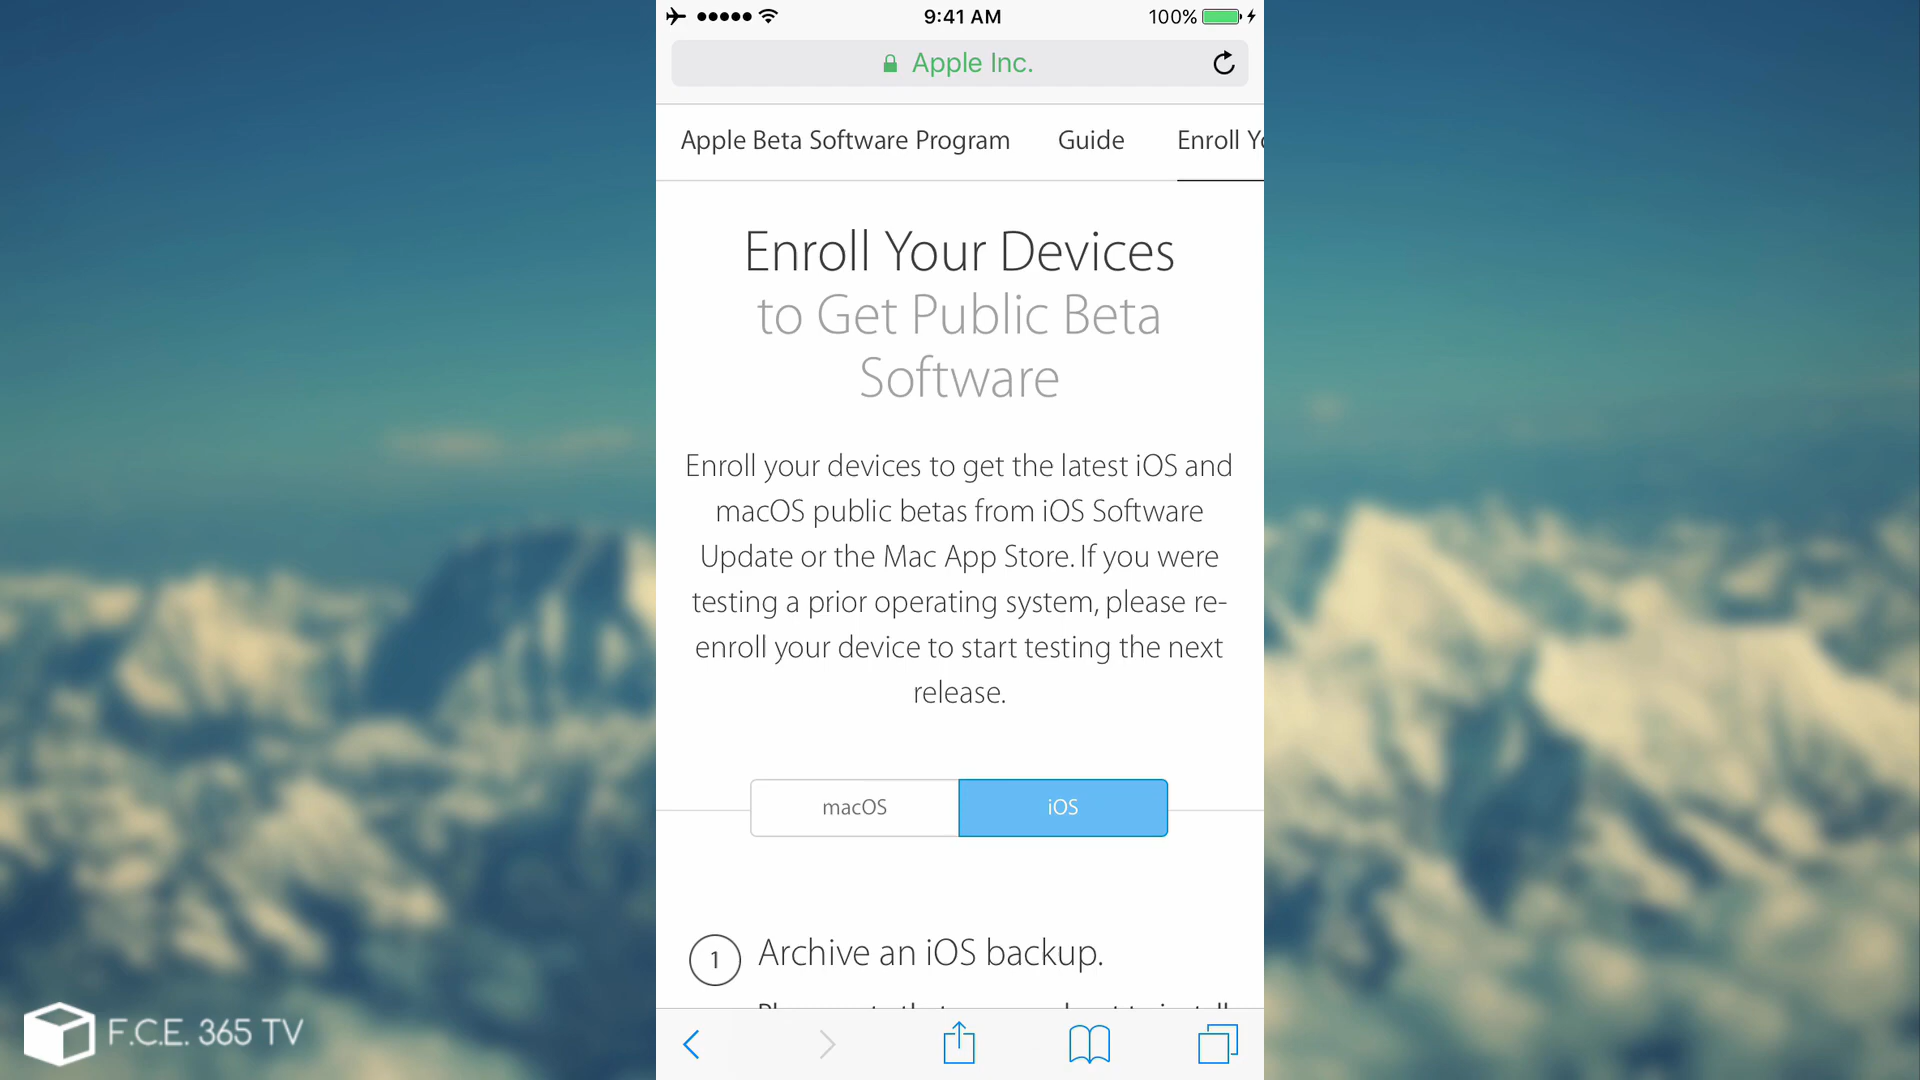 9:41 AM
100%
Apple Inc.
Apple Beta Software Program Guide Enroll
Enroll Your Devices
to Get Public Beta
Software
Enroll your devices to get the latest iOS and
macOS public betas from iOS Software
Update or the Mac App Store. If you were
testing a prior operating system, please re-
enroll your device to start testing the next
release.
macOS iOS
1 Archive an iOS backup.
F.C.E. 365 TV